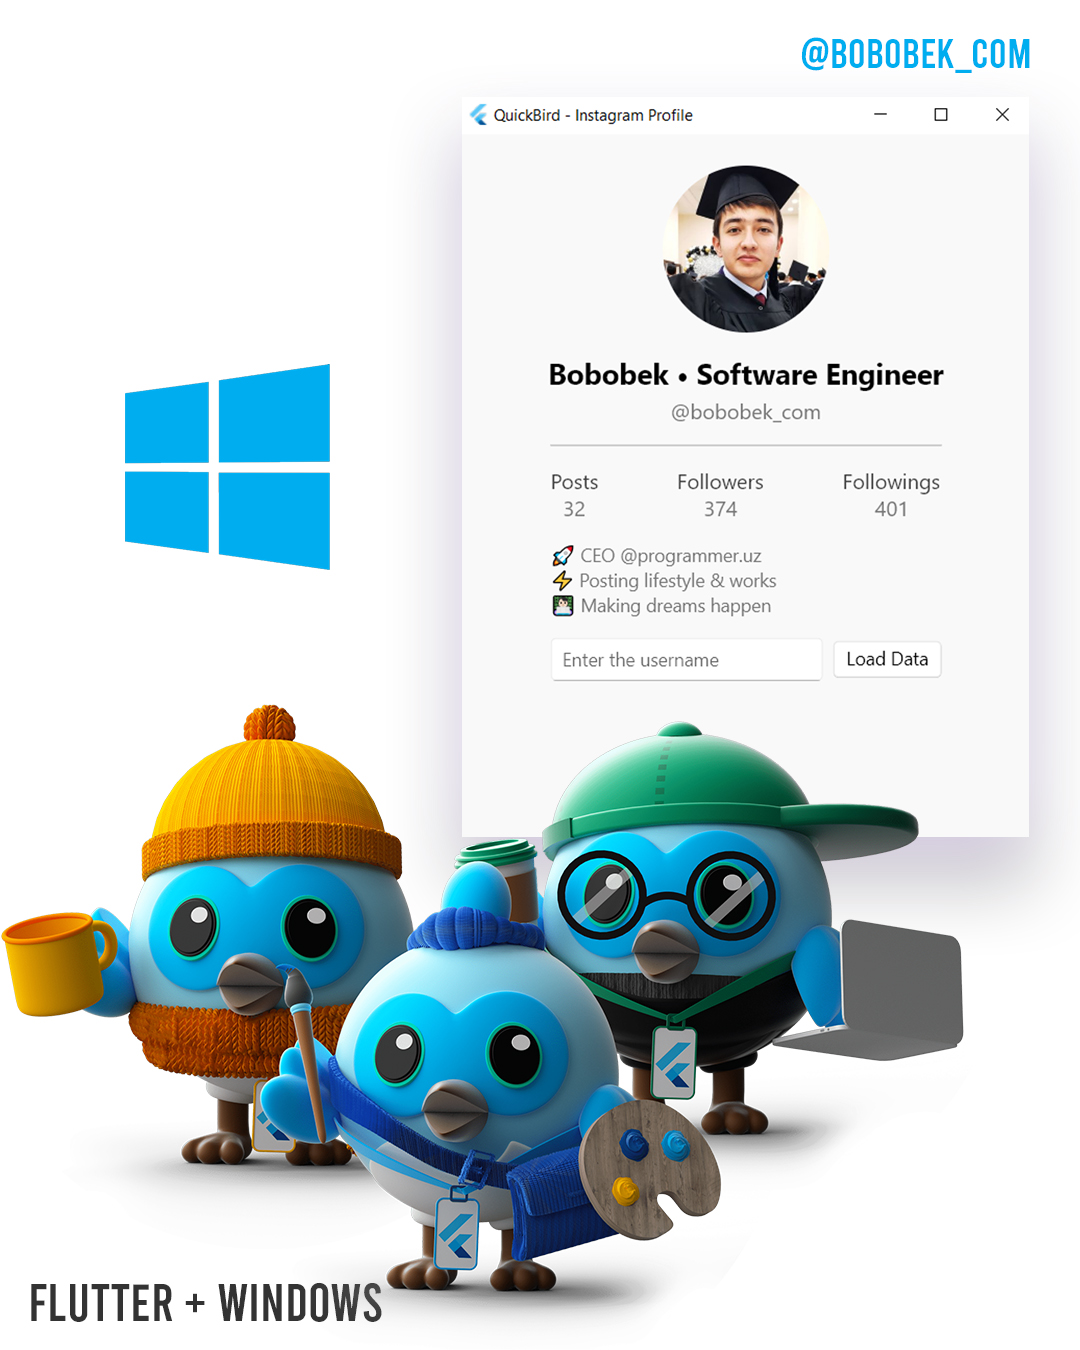 @BOBOBEK_COM
QuickBird - Instagram Profile
Bobobek • Software Engineer
@bobobek_com
Posts Followers Followings
32 374 401
🚀 CEO @programmer.uz
⚡ Posting lifestyle & works
👨🏻‍💻 Making dreams happen
Enter the username Load Data
FLUTTER + WINDOWS